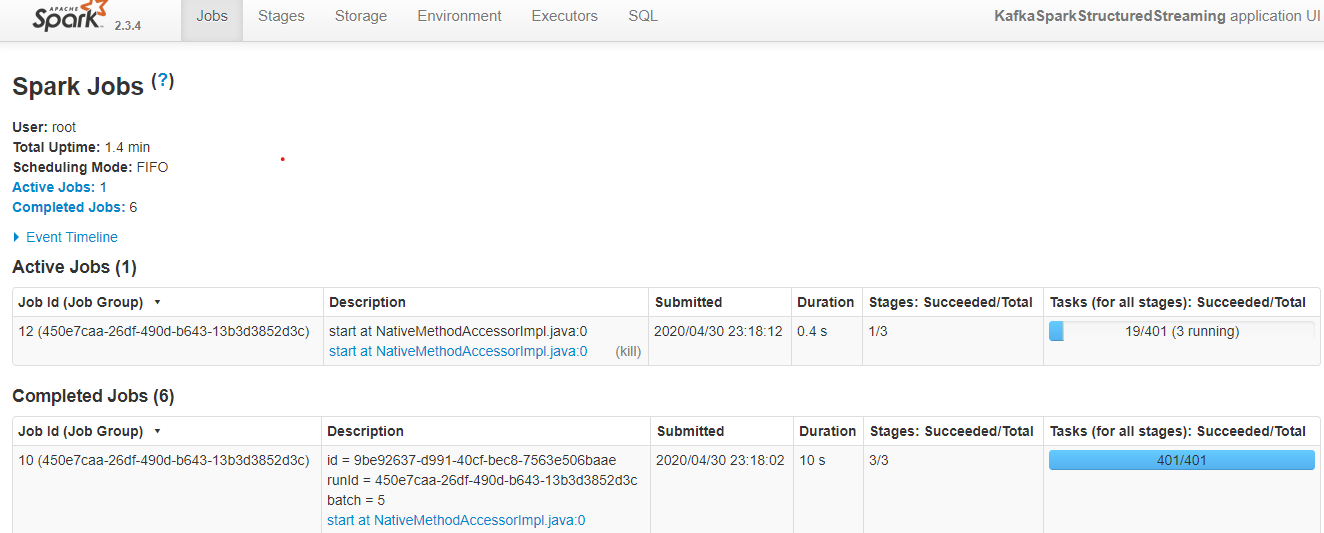 APACHE
Spark 2.3.4 Jobs Stages Storage Environment Executors SQL KafkaSparkStructuredStreaming application UI
Spark Jobs (?)
User: root
Total Uptime: 1.4 min
Scheduling Mode: FIFO
Active Jobs: 1
Completed Jobs: 6
Event Timeline
Active Jobs (1)
Job Id (Job Group) ▾ Description Submitted Duration Stages: Succeeded/Total Tasks (for all stages): Succeeded/Total
12 (450e7caa-26df-490d-b643-13b3d3852d3c) start at NativeMethodAccessorImpl.java:0 2020/04/30 23:18:12 0.4 s 1/3 19/401 (3 running)
start at NativeMethodAccessorImpl.java:0 (kill)
Completed Jobs (6)
Job Id (Job Group) ▾ Description Submitted Duration Stages: Succeeded/Total Tasks (for all stages): Succeeded/Total
10 (450e7caa-26df-490d-b643-13b3d3852d3c) id = 9be92637-d991-40cf-bec8-7563e506baae 2020/04/30 23:18:02 10 s 3/3 401/401
runId = 450e7caa-26df-490d-b643-13b3d3852d3c
batch = 5
start at NativeMethodAccessorImpl.java:0